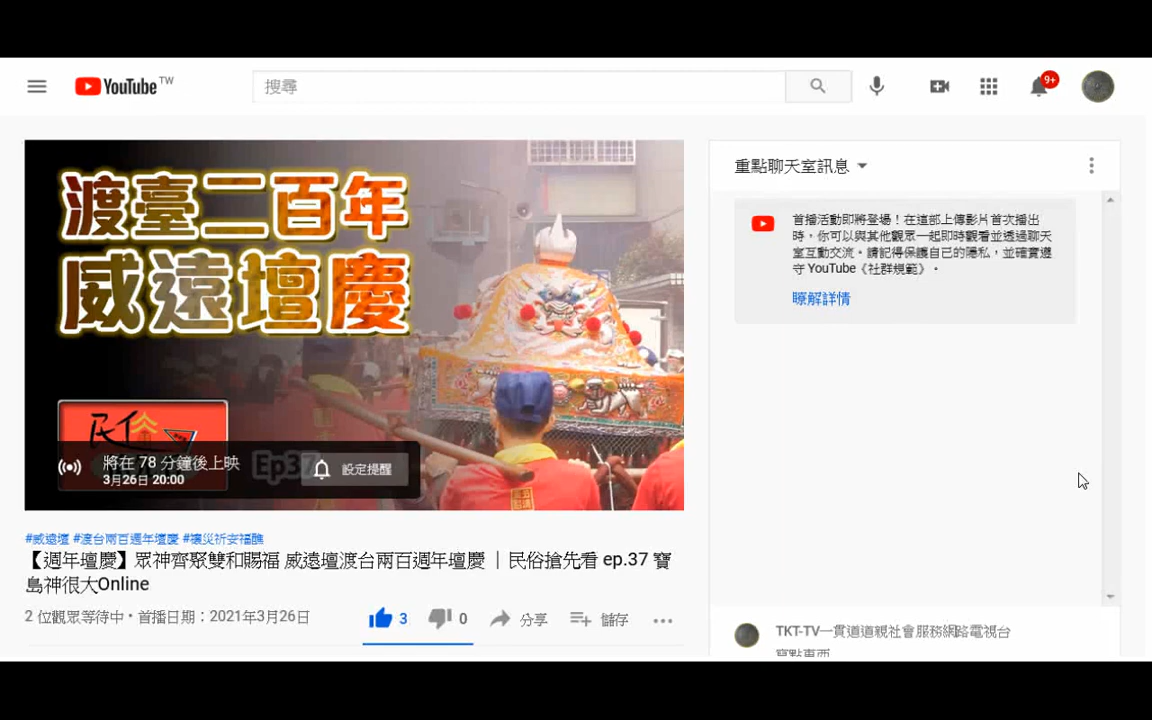 YouTube TW
搜尋
9+
渡臺二百年
威遠壇慶
民俗
Ep37
將在 78 分鐘後上映
3月26日 20:00
設定提醒
#威遠壇 #渡台兩百週年壇慶 #禳災祈安福醮
【週年壇慶】眾神齊聚雙和賜福 威遠壇渡台兩百週年壇慶 | 民俗搶先看 ep.37 寶
島神很大Online
2 位觀眾等待中 • 首播日期：2021年3月26日
3
0
分享
儲存
重點聊天室訊息
首播活動即將登場！在這部上傳影片首次播出
時，你可以與其他觀眾一起即時觀看並透過聊天
室互動交流。請記得保護自己的隱私，並確實遵
守 YouTube《社群規範》。
瞭解詳情
TKT-TV一貫道道親社會服務網路電視台